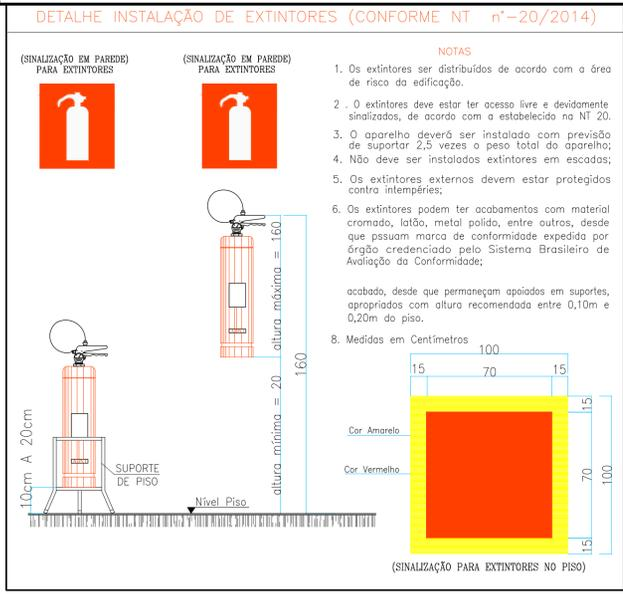 DETALHE INSTALAÇÃO DE EXTINTORES (CONFORME NT n°-20/2014)
(SINALIZAÇÃO EM PAREDE)
PARA EXTINTORES
(SINALIZAÇÃO EM PAREDE)
PARA EXTINTORES
NOTAS
1. Os extintores ser distribuídos de acordo com a área
de risco da edificação.
2 . O extintores deve estar ter acesso livre e devidamente
sinalizados, de acordo com a estabelecido na NT 20.
3. O aparelho deverá ser instalado com previsão
de suportar 2,5 vezes o peso total do aparelho;
4. Não deve ser instalados extintores em escadas;
5. Os extintores externos devem estar protegidos
contra intempéries;
6. Os extintores podem ter acabamentos com material
cromado, latão, metal polido, entre outros, desde
que pssuam marca de conformidade expedida por
órgão credenciado pelo Sistema Brasileiro de
Avaliação da Conformidade;
acabado, desde que permaneçam apoiados em suportes,
apropriados com altura recomendada entre 0,10m e
0,20m do piso.
8. Medidas em Centímetros
altura máxima = 160
160
altura mínima = 20
10cm A 20cm
SUPORTE
DE PISO
Nível Piso
100
15
70
15
Cor Amarelo
Cor Vermelho
15
70
15
100
(SINALIZAÇÃO PARA EXTINTORES NO PISO)